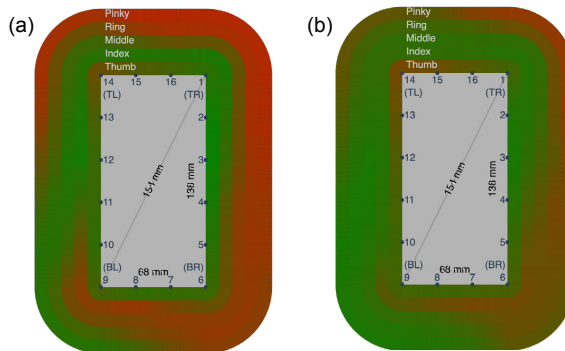 (a)
Pinky
Ring
Middle
Index
Thumb
14 15 16 1
(TL) (TR)
13 2
12 3
11 4
10 5
154 mm
138 mm
68 mm
(BL) (BR)
9 8 7 6
(b)
Pinky
Ring
Middle
Index
Thumb
14 15 16 1
(TL) (TR)
13 2
12 3
11 4
10 5
154 mm
138 mm
(BL) 68 mm (BR)
9 8 7 6